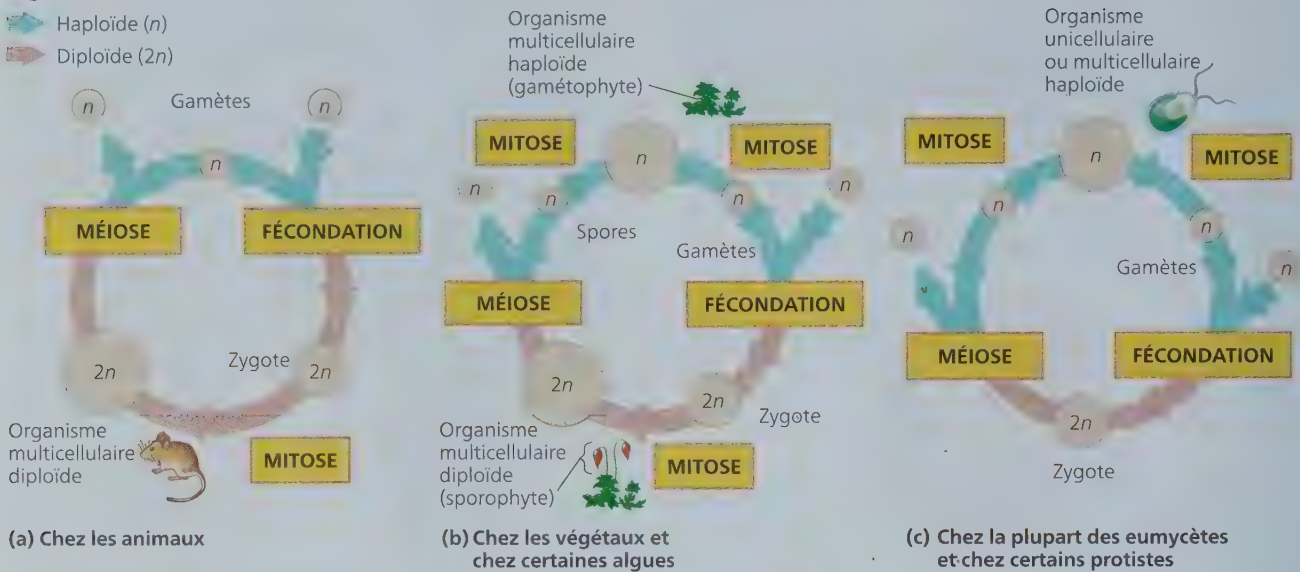 Haploïde (n)
Diploïde (2n)
n
Gamètes
n
n
MÉIOSE
FÉCONDATION
2n
Zygote
2n
Organisme
multicellulaire
diploïde
MITOSE
(a) Chez les animaux
Organisme
multicellulaire
haploïde
(gamétophyte)
MITOSE
n
MITOSE
n
n
n
n
Spores
Gamètes
MÉIOSE
FÉCONDATION
2n
2n
Zygote
Organisme
multicellulaire
diploïde
(sporophyte)
MITOSE
(b) Chez les végétaux et
chez certaines algues
Organisme
unicellulaire
ou multicellulaire
haploïde
MITOSE
n
MITOSE
n
n
n
Gamètes
n
MÉIOSE
FÉCONDATION
2n
Zygote
(c) Chez la plupart des eumycètes
et chez certains protistes